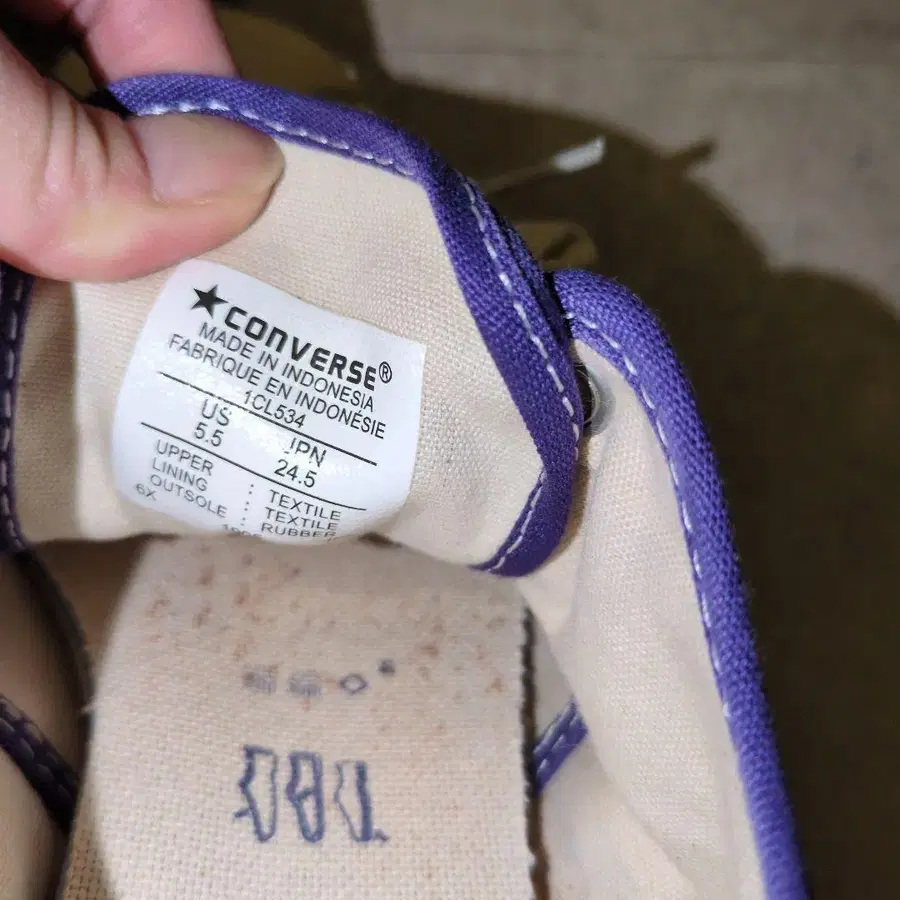 ★CONVERSE®
MADE IN INDONESIA
FABRIQUE EN INDONÉSIE
1CL534
US JPN
5.5 24.5
UPPER : TEXTILE
LINING : TEXTILE
OUTSOLE : RUBBER
6X